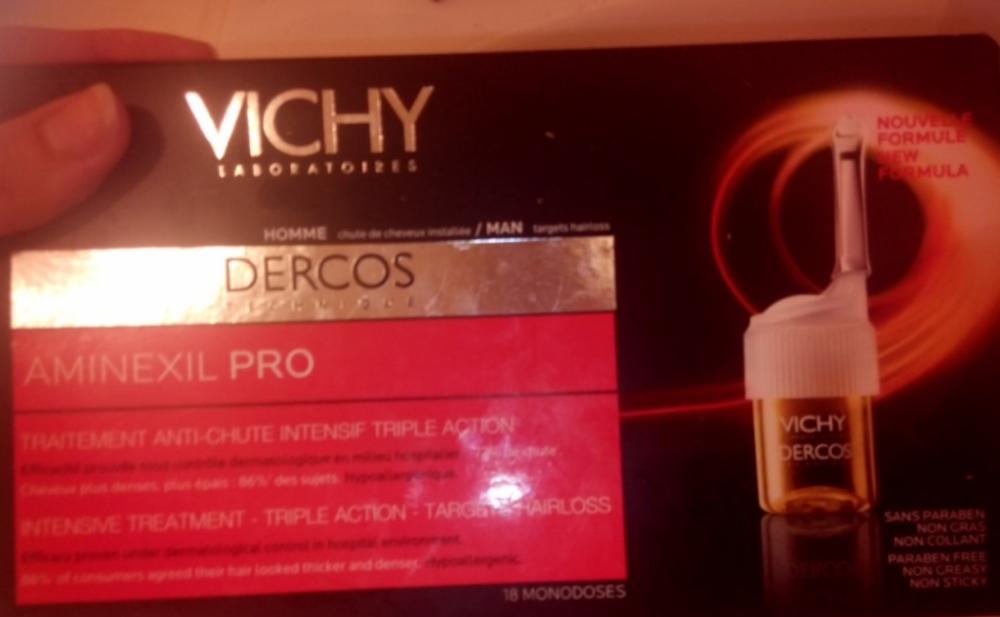 VICHY
LABORATOIRES
NOUVELLE
FORMULE
NEW
FORMULA
HOMME chute de cheveux installée / MAN targets hairloss
DERCOS
TECHNIQUE
AMINEXIL PRO
TRAITEMENT ANTI-CHUTE INTENSIF TRIPLE ACTION
Efficacité prouvée sous contrôle dermatologique en milieu hospitalier de chute
Cheveux plus denses, plus épais : 86%* des sujets. Hypoallergénique.
INTENSIVE TREATMENT - TRIPLE ACTION - TARGETS HAIRLOSS
Efficacy proven under dermatological control in hospital environment.
86% of consumers agreed their hair looked thicker and denser. Hypoallergenic.
18 MONODOSES
VICHY
DERCOS
SANS PARABEN
NON GRAS
NON COLLANT
PARABEN FREE
NON GREASY
NON STICKY